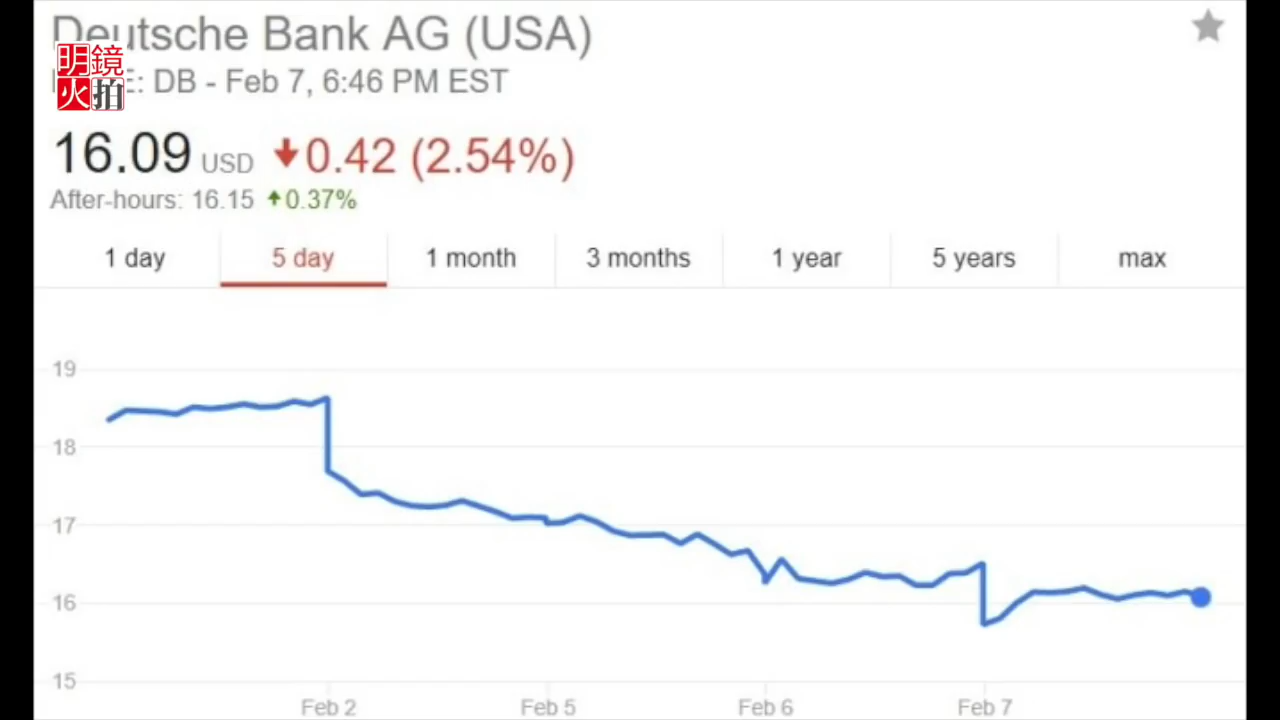 Deutsche Bank AG (USA)
明鏡
火拍
E: DB - Feb 7, 6:46 PM EST
16.09 USD 0.42 (2.54%)
After-hours: 16.15 0.37%
1 day 5 day 1 month 3 months 1 year 5 years max
19
18
17
16
15
Feb 2 Feb 5 Feb 6 Feb 7